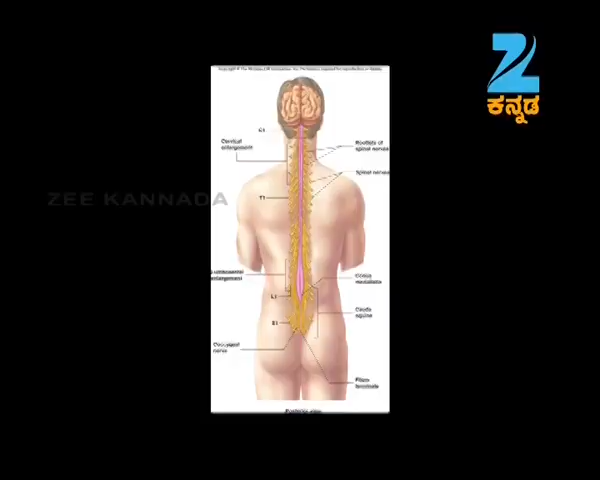 Z
ಕನ್ನಡ
ZEE KANNADA
C1
Cervical
enlargement
Rootlets of
spinal nerves
Spinal nerves
T1
Lumbosacral
enlargement
Conus
medullaris
L1
Cauda
equina
S1
Coccygeal
nerve
Filum
terminale
Posterior view